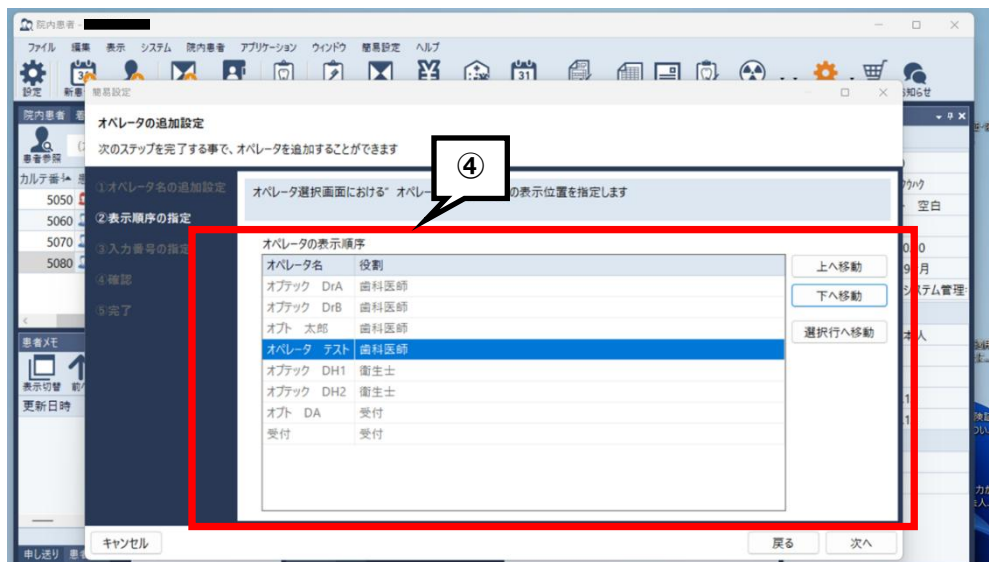 院内患者 -
ファイル 編集 表示 システム 院内患者 アプリケーション ウィンドウ 簡易設定 ヘルプ
設定
簡易設定
院内患者
オペレータの追加設定
次のステップを完了する事で、オペレータを追加することができます
患者参照
④
カルテ番
①オペレータ名の追加設定
オペレータ選択画面における" オペレー
の表示位置を指定します
空白
5050
5060
5070
5080
②表示順序の指定
③入力番号の指定
④確認
⑤完了
オペレータの表示順序
オペレータ名 役割
オプテック DrA 歯科医師
オプテック DrB 歯科医師
オプト 太郎 歯科医師
オペレータ テスト 歯科医師
オプテック DH1 衛生士
オプテック DH2 衛生士
オプト DA 受付
受付 受付
上へ移動
下へ移動
選択行へ移動
システム管理
患者メモ
表示切替
更新日時
キャンセル
戻る
次へ
申し送り